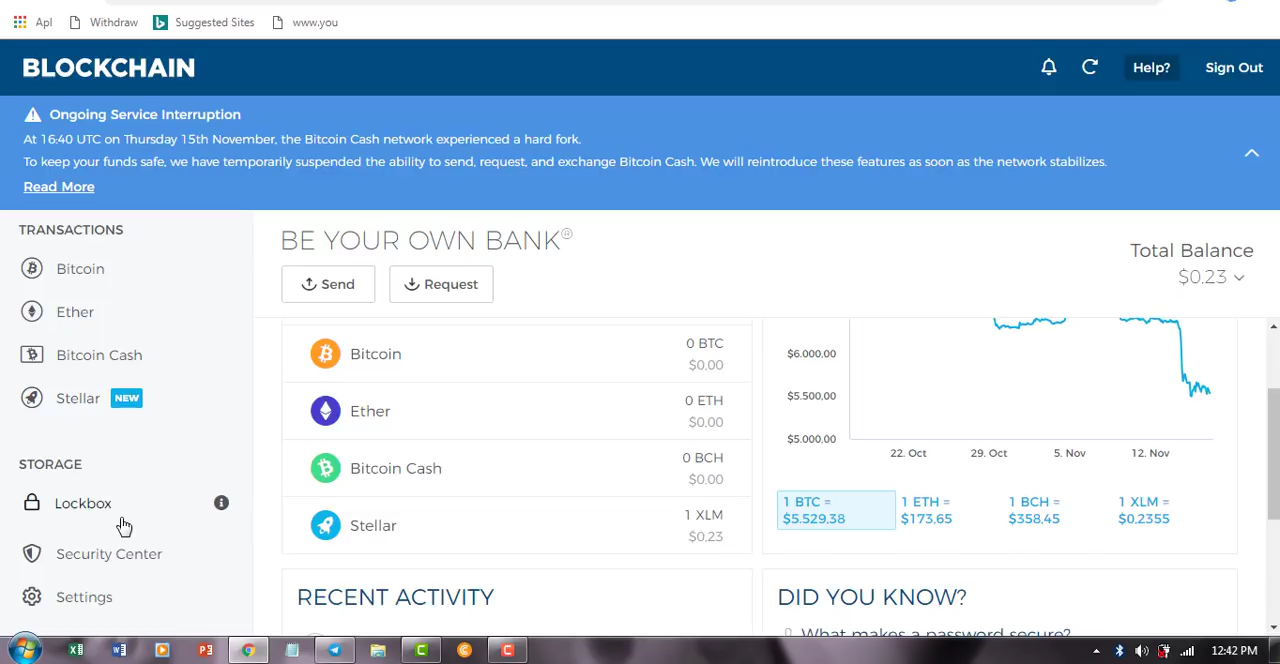 Apl Withdraw Suggested Sites www.you
BLOCKCHAIN Help? Sign Out
Ongoing Service Interruption
At 16:40 UTC on Thursday 15th November, the Bitcoin Cash network experienced a hard fork.
To keep your funds safe, we have temporarily suspended the ability to send, request, and exchange Bitcoin Cash. We will reintroduce these features as soon as the network stabilizes.
Read More
TRANSACTIONS
Bitcoin
Ether
Bitcoin Cash
Stellar NEW
STORAGE
Lockbox
Security Center
Settings
BE YOUR OWN BANK®
Send Request
Total Balance
$0.23
Bitcoin 0 BTC
$0.00
Ether 0 ETH
$0.00
Bitcoin Cash 0 BCH
$0.00
Stellar 1 XLM
$0.23
$6.000,00
$5.500,00
$5.000,00
22. Oct 29. Oct 5. Nov 12. Nov
1 BTC = 1 ETH = 1 BCH = 1 XLM =
$5.529,38 $173,65 $358,45 $0,2355
RECENT ACTIVITY
DID YOU KNOW?
What makes a password secure?
12:42 PM